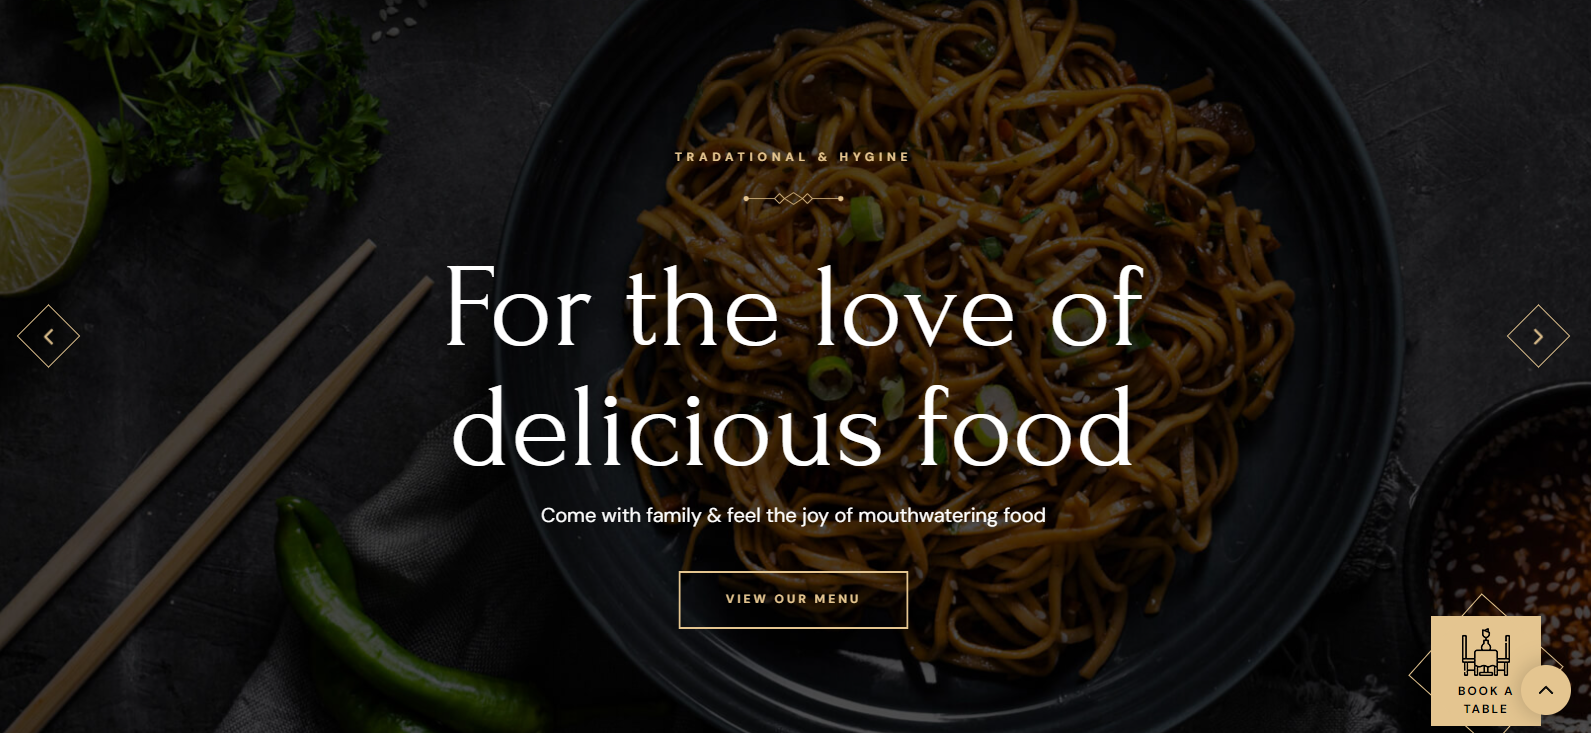 TRADATIONAL & HYGINE
For the love of
delicious food
Come with family & feel the joy of mouthwatering food
VIEW OUR MENU
BOOK A
TABLE